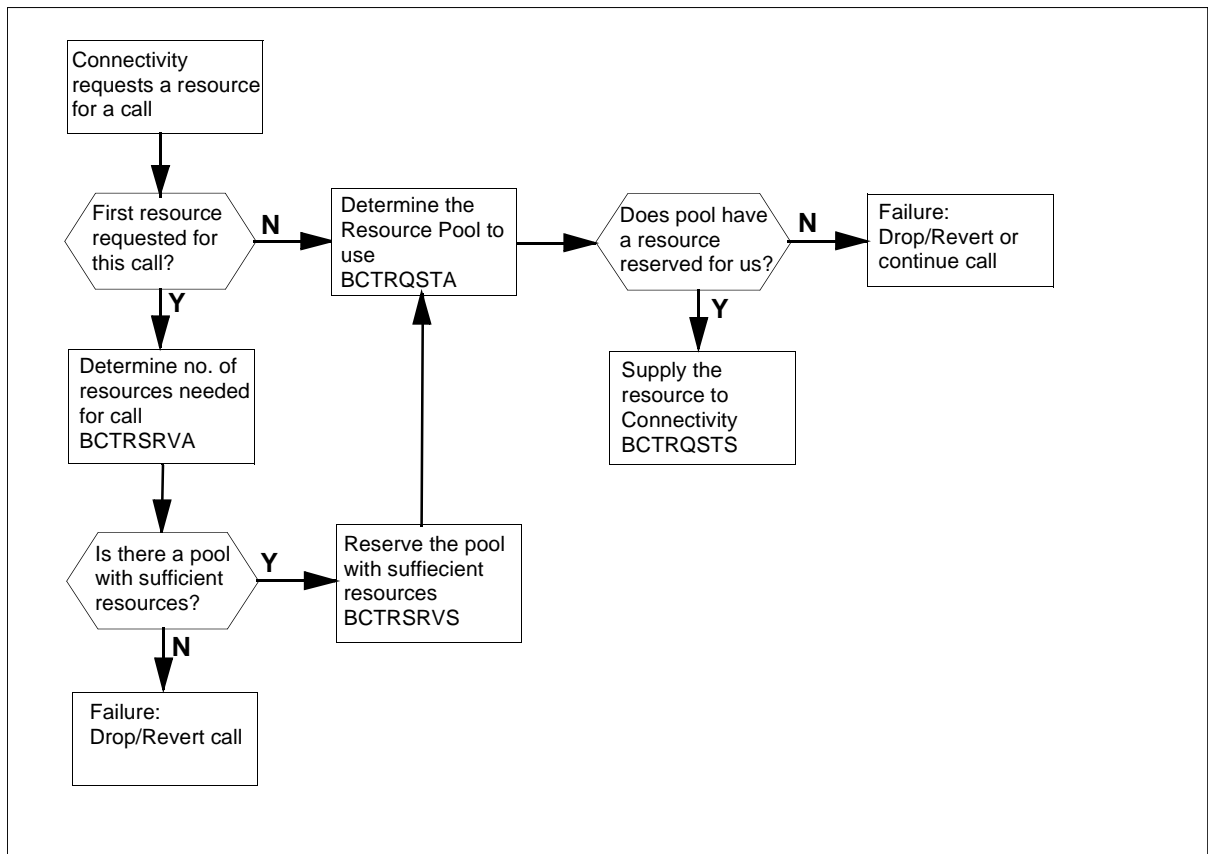 Connectivity
requests a resource
for a call
First resource
requested for
this call?
N
Y
Determine the
Resource Pool to
use
BCTRQSTA
Does pool have
a resource
reserved for us?
N
Y
Failure:
Drop/Revert or
continue call
Supply the
resource to
Connectivity
BCTRQSTS
Determine no. of
resources needed
for call
BCTRSRVA
Is there a pool
with sufficient
resources?
Y
N
Reserve the pool
with suffiecient
resources
BCTRSRVS
Failure:
Drop/Revert call